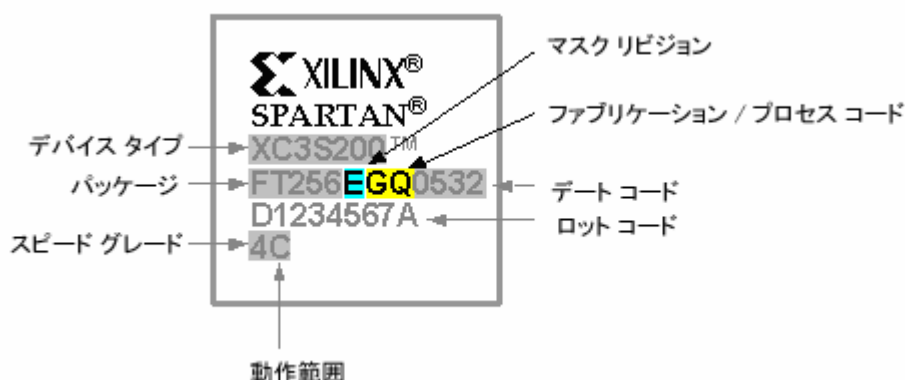 マスク リビジョン
XILINX®
SPARTAN®
ファブリケーション / プロセス コード
デバイス タイプ
XC3S200™
パッケージ
FT256EGQ0532
デート コード
D1234567A
ロット コード
スピード グレード
4C
動作範囲